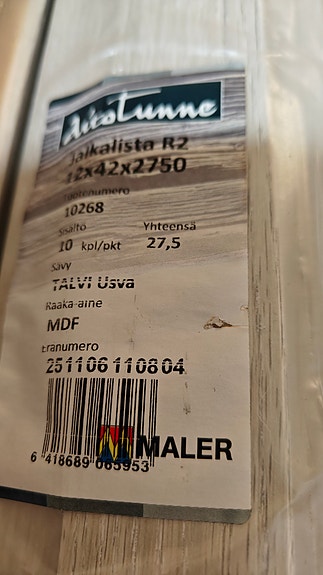 AitoTunne
Jalkalista R2
12x42x2750
Tuotenumero
10268
Sisältö Yhteensä
10 kpl/pkt 27,5
Sävy
TALVI Usva
Raaka-aine
MDF
Eränumero
251106110804
MALER
6 418689 065953